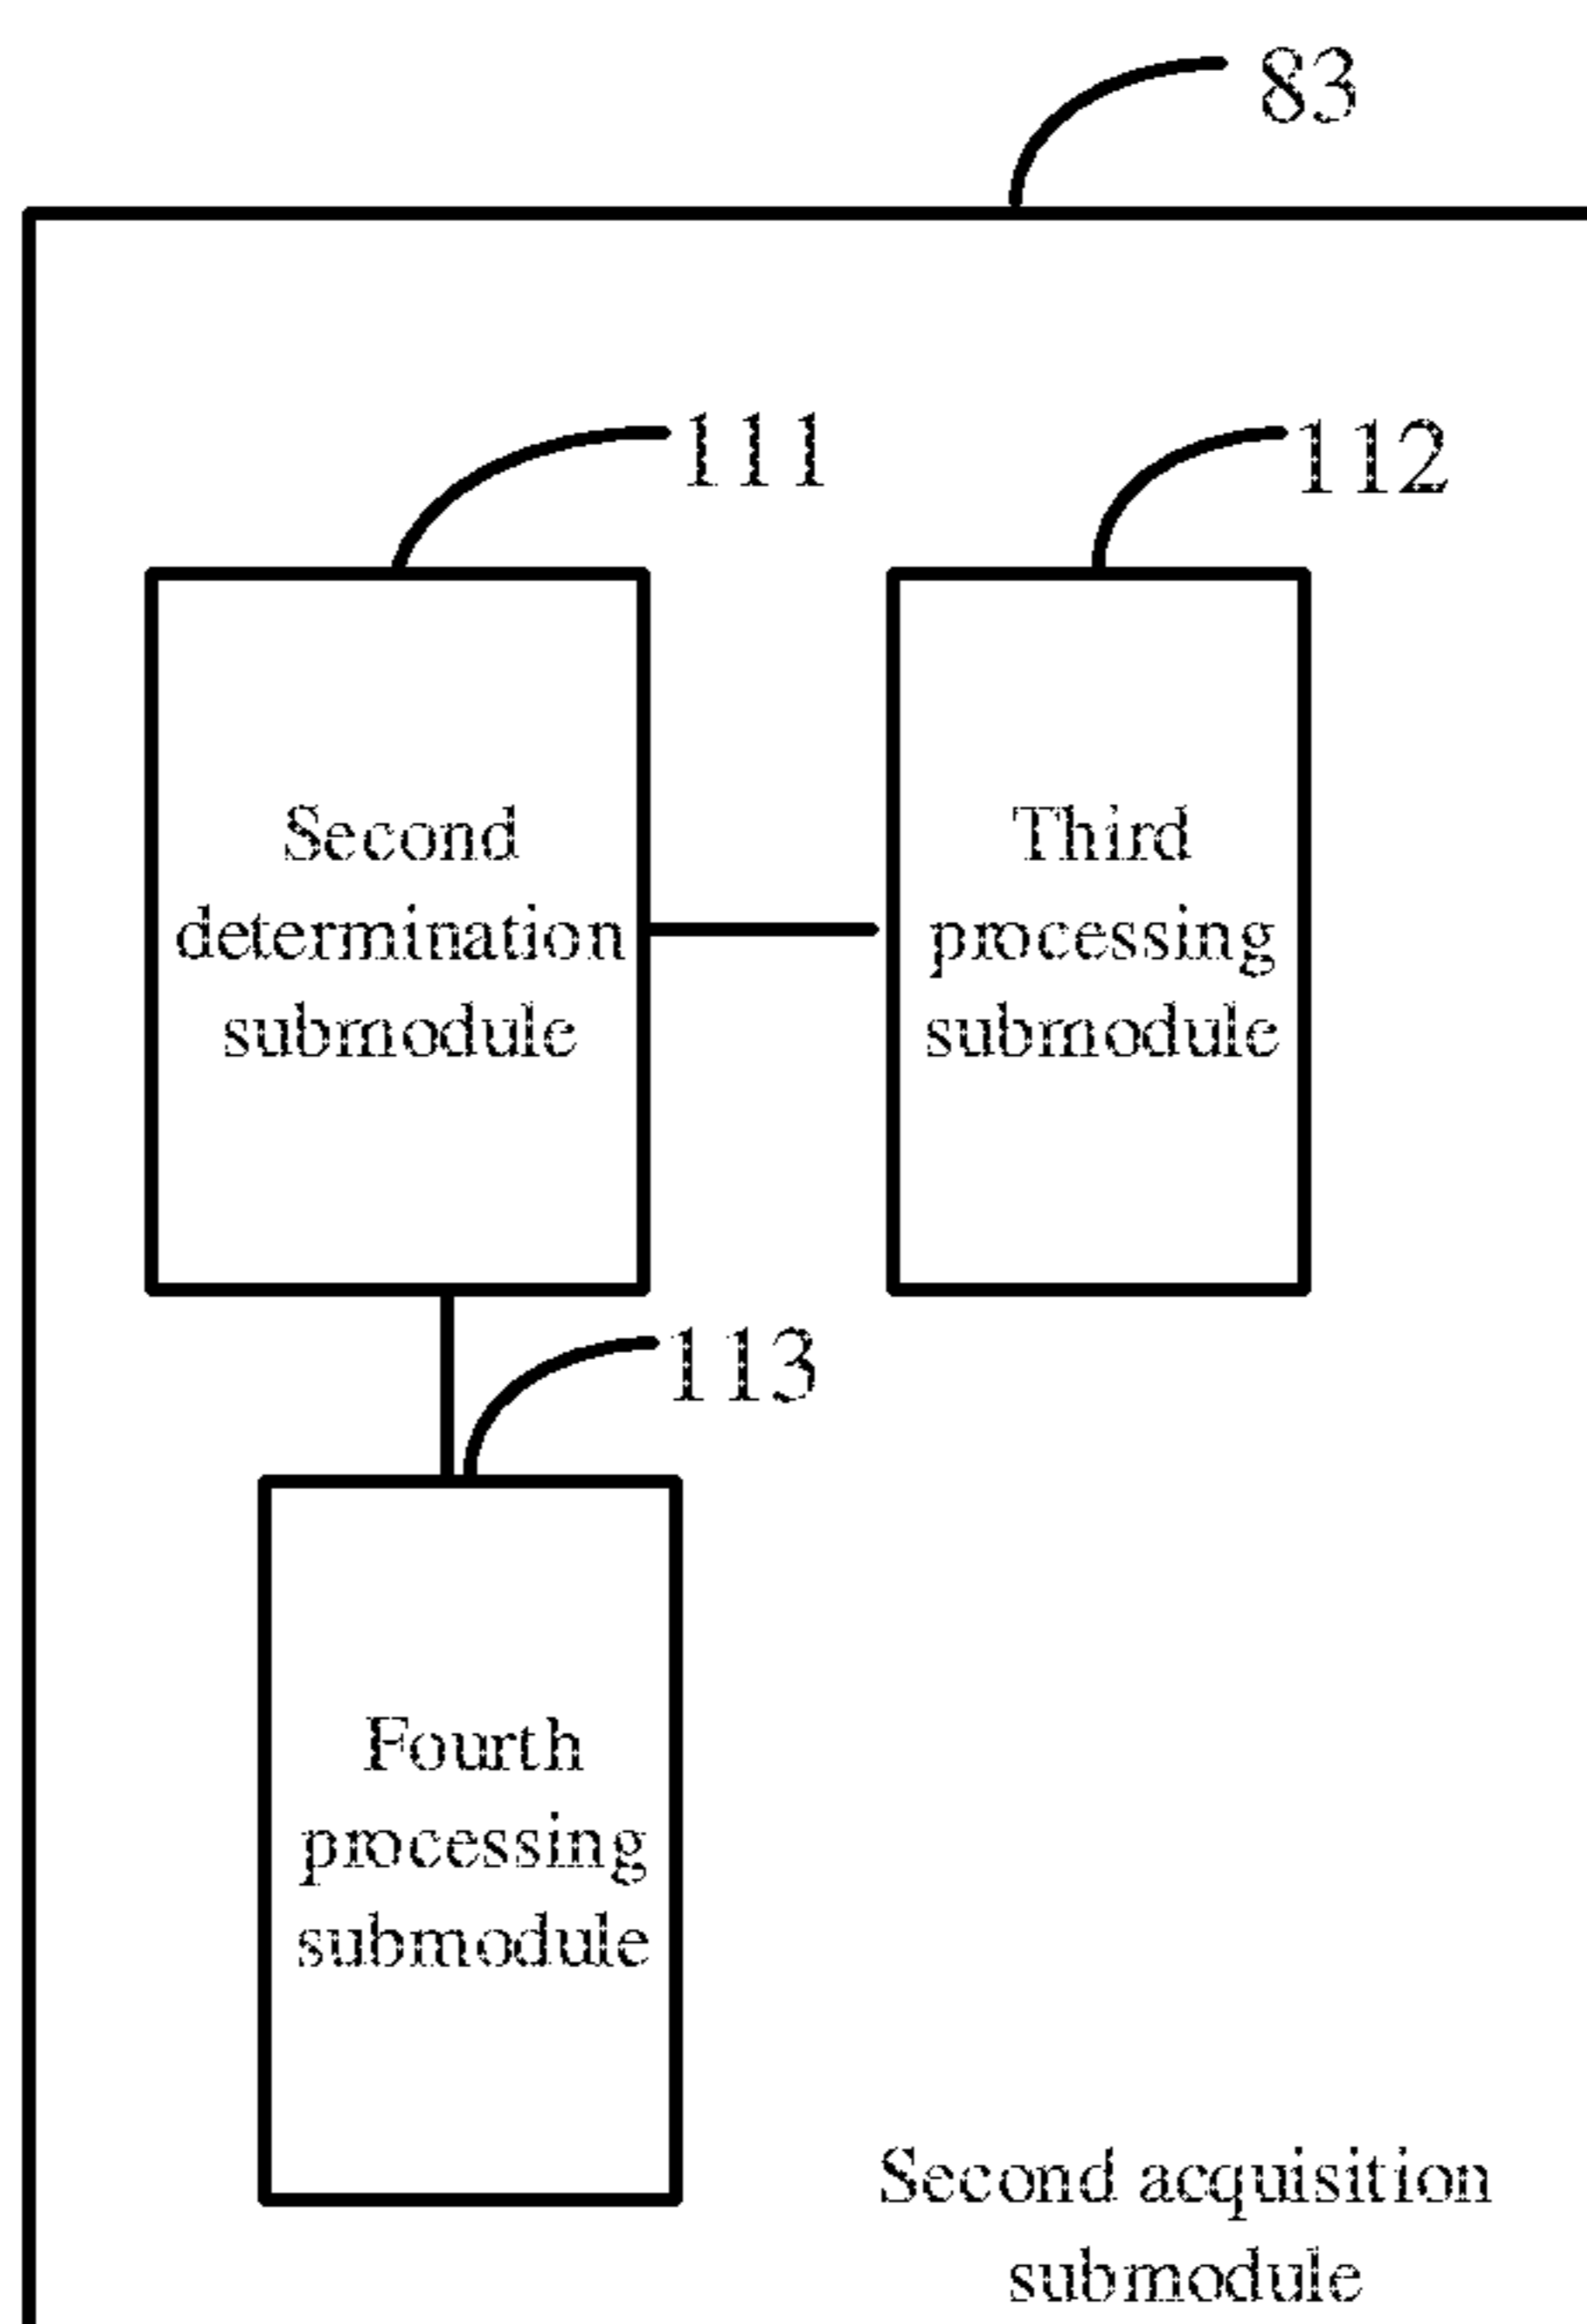 83
111
112
Second
determination
submodule
Third
processing
submodule
113
Fourth
processing
submodule
Second acquisition
submodule